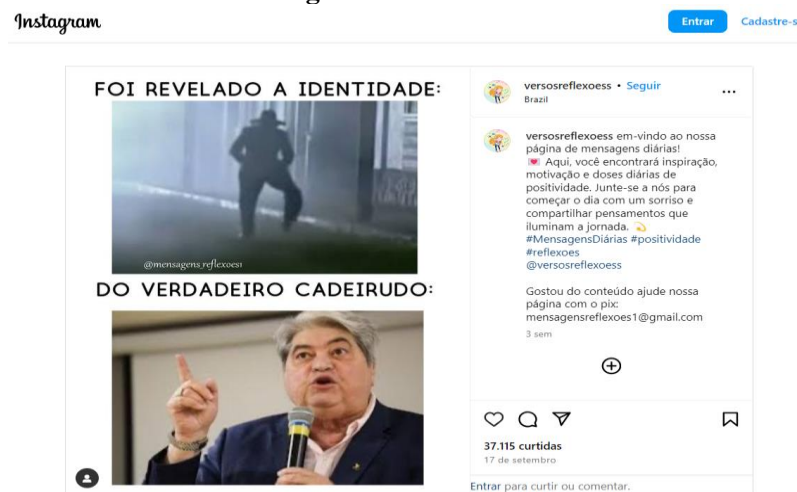 Instagram
Entrar
Cadastre-s
FOI REVELADO A IDENTIDADE:
@mensagens_reflexoes1
DO VERDADEIRO CADEIRUDO:
versosreflexoess • Seguir
Brazil
versosreflexoess em-vindo ao nossa
página de mensagens diárias!
💌 Aqui, você encontrará inspiração,
motivação e doses diárias de
positividade. Junte-se a nós para
começar o dia com um sorriso e
compartilhar pensamentos que
iluminam a jornada. 💫
#MensagensDiárias #positividade
#reflexoes
@versosreflexoess
Gostou do conteúdo ajude nossa
página com o pix:
mensagensreflexoes1@gmail.com
3 sem
37.115 curtidas
17 de setembro
Entrar para curtir ou comentar.